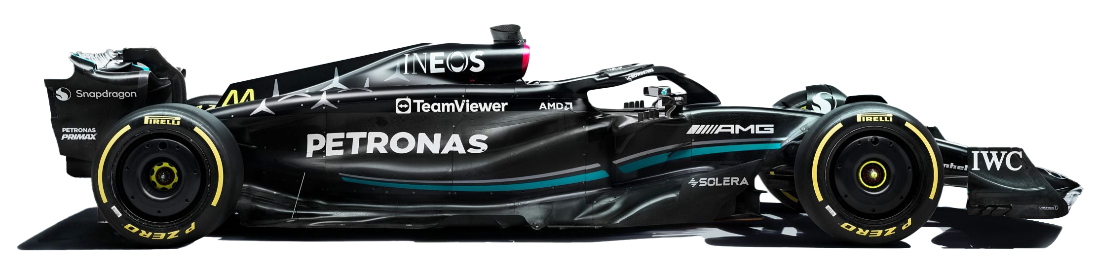 INEOS
Snapdragon
44
TeamViewer
AMD
PETRONAS
PRIMAX
PETRONAS
AMG
SOLERA
IWC
PIRELLI
P ZERO
PIRELLI
P ZERO